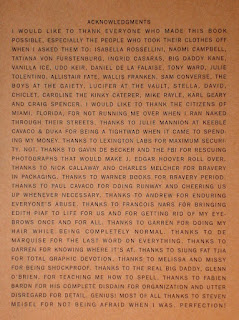 ACKNOWLEDGMENTS
I WOULD LIKE TO THANK EVERYONE WHO MADE THIS BOOK
POSSIBLE, ESPECIALLY THE PEOPLE WHO TOOK THEIR CLOTHES OFF
WHEN I ASKED THEM TO: ISABELLA ROSSELLINI, NAOMI CAMPBELL,
TATIANA VON FURSTENBURG, INGRID CASARAS, BIG DADDY KANE,
VANILLA ICE, UDO KEIR, DANIEL DE LA FALAISE, TONY WARD, JULIE
TOLENTINO, ALLISTAIR FATE, WALLIS FRANKEN, SAM CONVERSE, THE
BOYS AT THE GAIETY, LUCIFER AT THE VAULT, STELLA, DAVID,
CHICLET, CAROLINE THE KINKY CATERER, MIKE RYALE, KARL GEARY
AND CRAIG SPENCER. I WOULD LIKE TO THANK THE CITIZENS OF
MIAMI, FLORIDA, FOR NOT RUNNING ME OVER WHEN I RAN NAKED
THROUGH THEIR STREETS. THANKS TO JULIE MANNION AT KEEBLE
CAVACO & DUKA FOR BEING A TIGHTWAD WHEN IT CAME TO SPEND-
ING MY MONEY. THANKS TO LEXINGTON LABS FOR MAXIMUM SECURI-
TY. NOT. THANKS TO GAVIN DE BECKER AND THE FBI FOR RESCUING
PHOTOGRAPHS THAT WOULD MAKE J. EDGAR HOOVER ROLL OVER.
THANKS TO NICK CALLAWAY AND CHARLES MELCHER FOR BRAVERY
IN PACKAGING. THANKS TO WARNER BOOKS FOR BRAVERY PERIOD.
THANKS TO PAUL CAVACO FOR DOING RUNWAY AND CHEERING US
UP WHENEVER NECESSARY. THANKS TO ANDREW FOR ENDURING
EVERYONE'S ABUSE. THANKS TO FRANCOIS NARS FOR BRINGING
EDITH PIAF TO LIFE FOR US AND FOR GETTING RID OF MY EYE-
BROWS ONCE AND FOR ALL. THANKS TO GARREN FOR DOING MY
HAIR WHILE BEING COMPLETELY NORMAL. THANKS TO DE
MARQUISE FOR THE LAST WORD ON EVERYTHING. THANKS TO
DARREN FOR KNOWING WHERE IT'S AT. THANKS TO SIUNG FAT TJIA
FOR TOTAL GRAPHIC DEVOTION. THANKS TO MELISSA AND MISSY
FOR BEING SHOCKPROOF. THANKS TO THE REAL BIG DADDY, GLENN
O'BRIEN, FOR TEACHING ME HOW TO SPELL. THANKS TO FABIEN
BARON FOR HIS COMPLETE DISDAIN FOR ORGANIZATION AND UTTER
DISREGARD FOR DETAIL. GENIUS! MOST OF ALL THANKS TO STEVEN
MEISEL FOR NOT BEING AFRAID WHEN I WAS. PERFECTION!